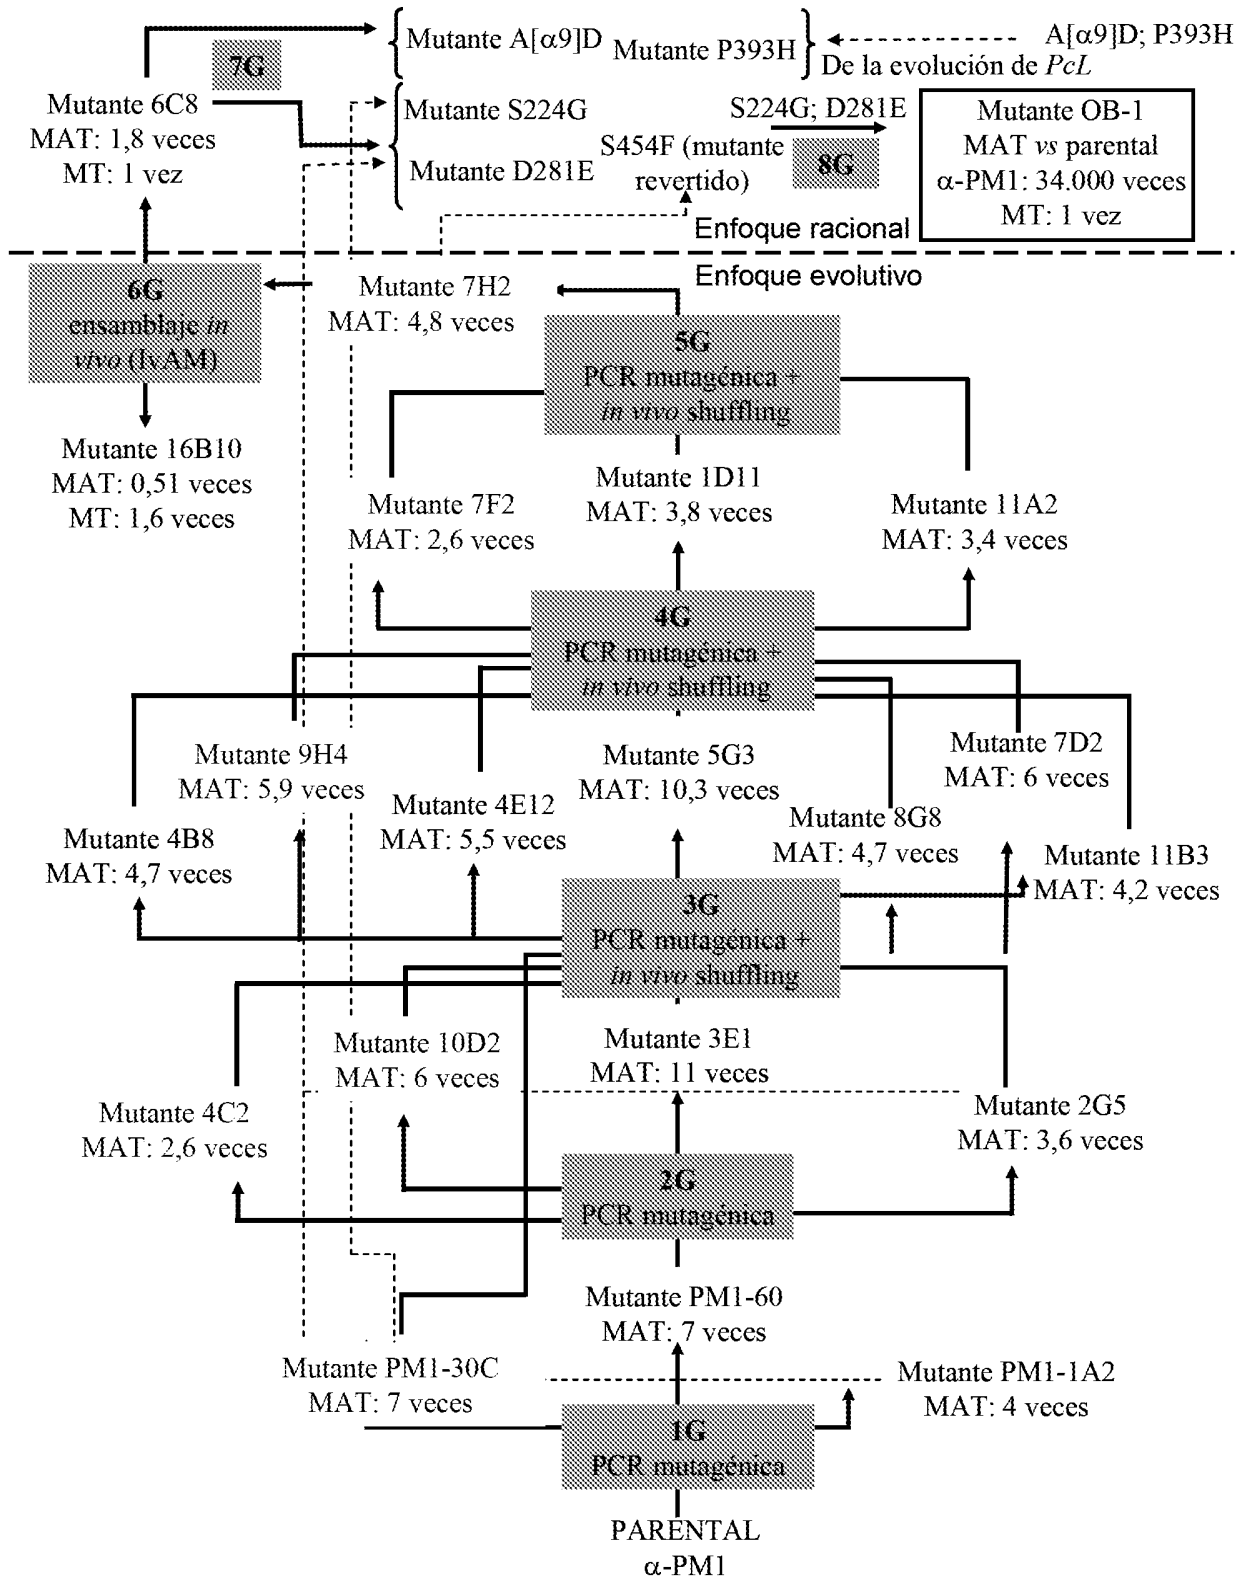 Mutante A[α9]D
Mutante P393H
A[α9]D; P393H
De la evolución de PcL
7G
Mutante 6C8
MAT: 1,8 veces
MT: 1 vez
Mutante S224G
Mutante D281E
S224G; D281E
S454F (mutante
revertido)
8G
Mutante OB-1
MAT vs parental
α-PM1: 34.000 veces
MT: 1 vez
Enfoque racional
Enfoque evolutivo
6G
ensamblaje in
vivo (IvAM)
Mutante 7H2
MAT: 4,8 veces
5G
PCR mutagénica +
in vivo shuffling
Mutante 16B10
MAT: 0,51 veces
MT: 1,6 veces
Mutante 7F2
MAT: 2,6 veces
Mutante 1D11
MAT: 3,8 veces
Mutante 11A2
MAT: 3,4 veces
4G
PCR mutagénica +
in vivo shuffling
Mutante 9H4
MAT: 5,9 veces
Mutante 5G3
MAT: 10,3 veces
Mutante 7D2
MAT: 6 veces
Mutante 4B8
MAT: 4,7 veces
Mutante 4E12
MAT: 5,5 veces
Mutante 8G8
MAT: 4,7 veces
Mutante 11B3
MAT: 4,2 veces
3G
PCR mutagénica +
in vivo shuffling
Mutante 10D2
MAT: 6 veces
Mutante 3E1
MAT: 11 veces
Mutante 4C2
MAT: 2,6 veces
Mutante 2G5
MAT: 3,6 veces
2G
PCR mutagénica
Mutante PM1-60
MAT: 7 veces
Mutante PM1-30C
MAT: 7 veces
Mutante PM1-1A2
MAT: 4 veces
1G
PCR mutagénica
PARENTAL
α-PM1